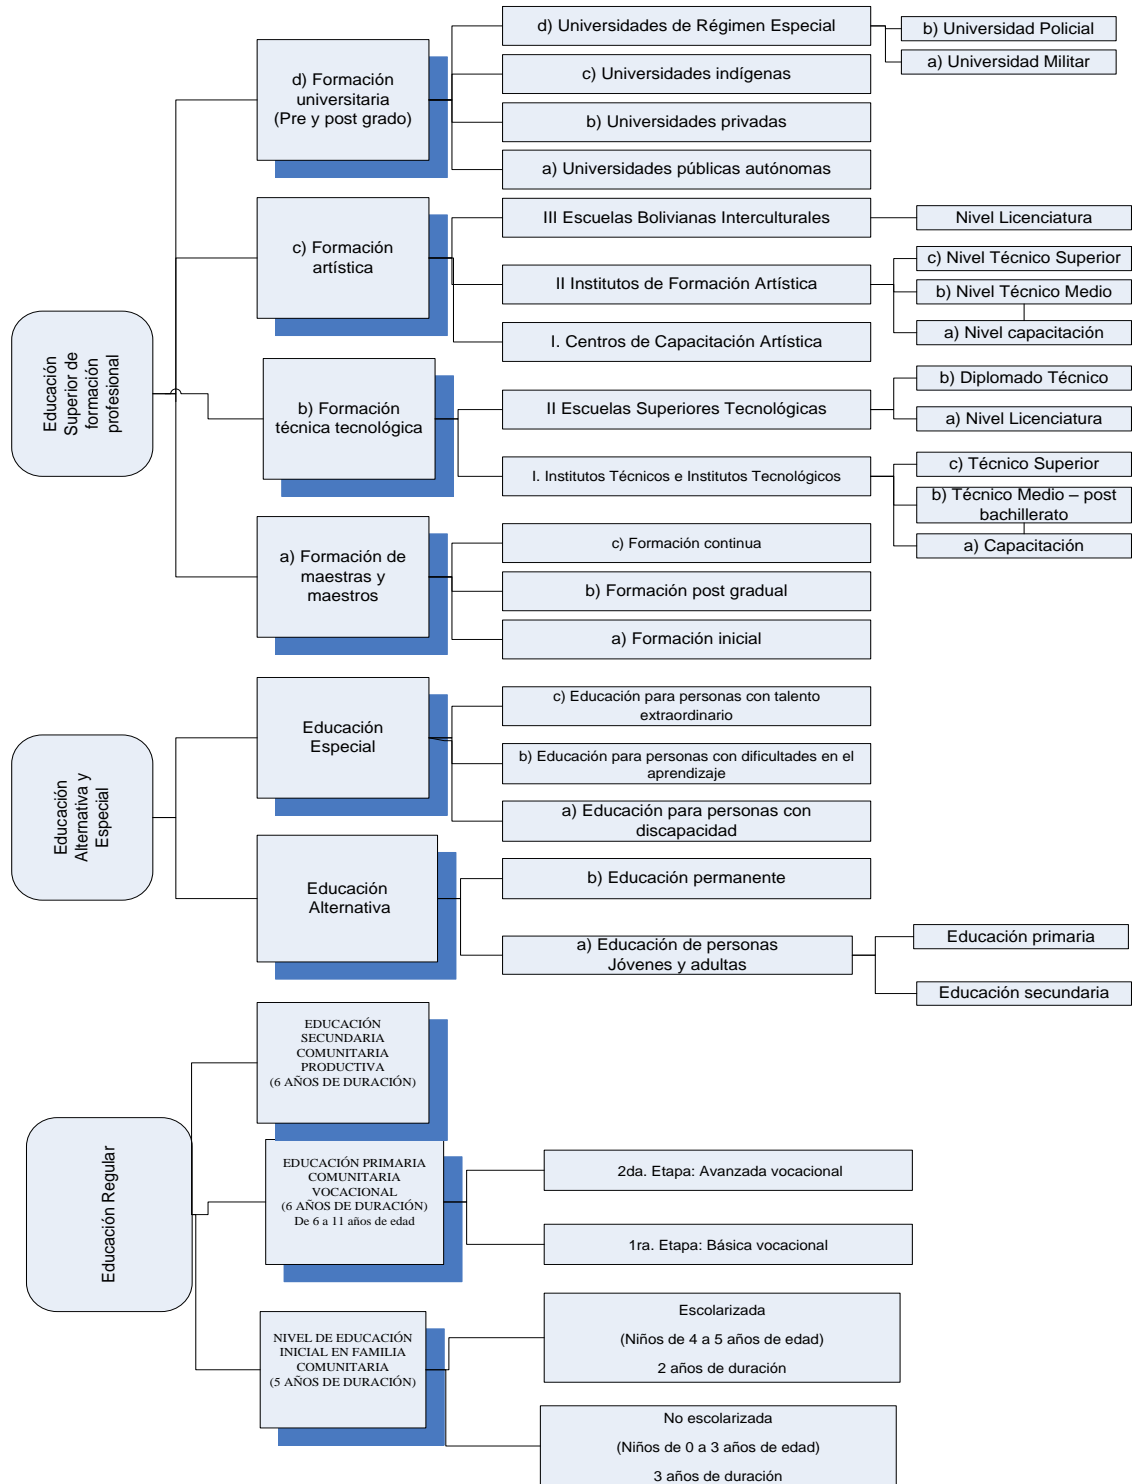 Educación
Superior de
formación
profesional
d) Formación
universitaria
(Pre y post grado)
d) Universidades de Régimen Especial
b) Universidad Policial
a) Universidad Militar
c) Universidades indígenas
b) Universidades privadas
a) Universidades públicas autónomas
c) Formación
artística
III Escuelas Bolivianas Interculturales
Nivel Licenciatura
II Institutos de Formación Artística
c) Nivel Técnico Superior
b) Nivel Técnico Medio
a) Nivel capacitación
I. Centros de Capacitación Artística
b) Formación
técnica tecnológica
II Escuelas Superiores Tecnológicas
b) Diplomado Técnico
a) Nivel Licenciatura
I. Institutos Técnicos e Institutos Tecnológicos
c) Técnico Superior
b) Técnico Medio – post
bachillerato
a) Capacitación
a) Formación de
maestras y
maestros
c) Formación continua
b) Formación post gradual
a) Formación inicial
Educación
Alternativa y
Especial
Educación
Especial
c) Educación para personas con talento
extraordinario
b) Educación para personas con dificultades en el
aprendizaje
a) Educación para personas con
discapacidad
Educación
Alternativa
b) Educación permanente
a) Educación de personas
Jóvenes y adultas
Educación primaria
Educación secundaria
Educación Regular
EDUCACIÓN
SECUNDARIA
COMUNITARIA
PRODUCTIVA
(6 AÑOS DE DURACIÓN)
EDUCACIÓN PRIMARIA
COMUNITARIA
VOCACIONAL
(6 AÑOS DE DURACIÓN)
De 6 a 11 años de edad
2da. Etapa: Avanzada vocacional
1ra. Etapa: Básica vocacional
NIVEL DE EDUCACIÓN
INICIAL EN FAMILIA
COMUNITARIA
(5 AÑOS DE DURACIÓN)
Escolarizada
(Niños de 4 a 5 años de edad)
2 años de duración
No escolarizada
(Niños de 0 a 3 años de edad)
3 años de duración